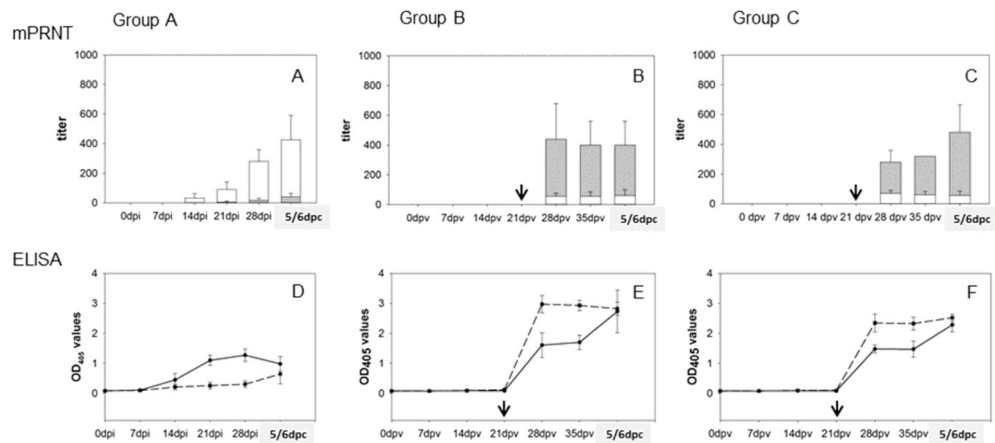 Group A Group B Group C
mPRNT
1000 A 1000 B 1000 C
800 800 800
titer 600 titer 600 titer 600
400 400 400
200 200 200
0 0 0
0dpi 7dpi 14dpi 21dpi 28dpi 5/6dpc 0dpv 7dpv 14dpv 21dpv 28dpv 35dpv 5/6dpc 0 dpv 7 dpv 14 dpv 21 dpv 28 dpv 35 dpv 5/6dpc
ELISA
4 D 4 E 4 F
3 3 3
OD405 values 2 OD405 values 2 OD405 values 2
1 1 1
0 0 0
0dpi 7dpi 14dpi 21dpi 28dpi 5/6dpc 0dpv 7dpv 14dpv 21dpv 28dpv 35dpv 5/6dpc 0dpv 7dpv 14dpv 21dpv 28dpv 35dpv 5/6dpc